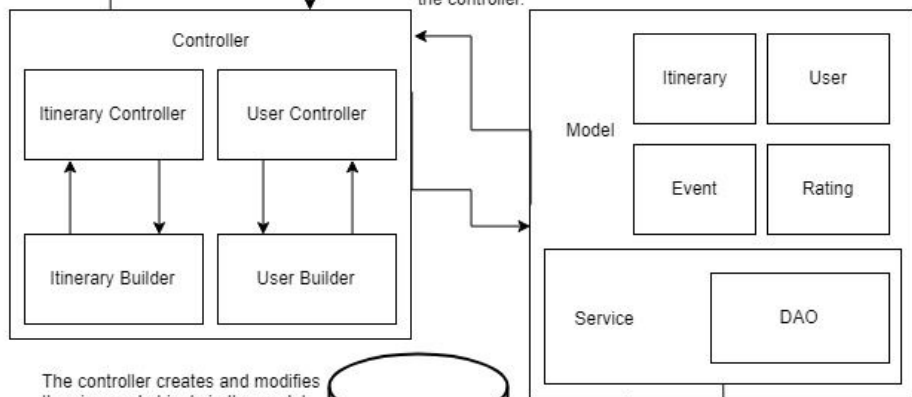 the controller.
Controller
Itinerary Controller
User Controller
Itinerary Builder
User Builder
Model
Itinerary
User
Event
Rating
Service
DAO
The controller creates and modifies